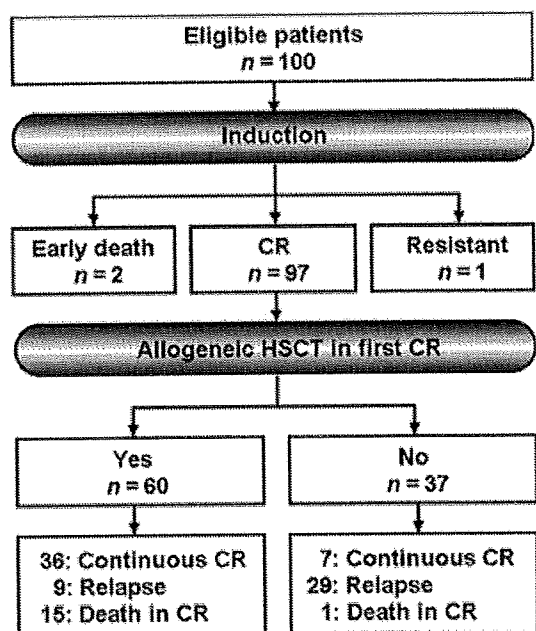 Eligible patients
n = 100
Induction
Early death
n = 2
CR
n = 97
Resistant
n = 1
Allogeneic HSCT in first CR
Yes
n = 60
No
n = 37
36: Continuous CR
9: Relapse
15: Death in CR
7: Continuous CR
29: Relapse
1: Death in CR